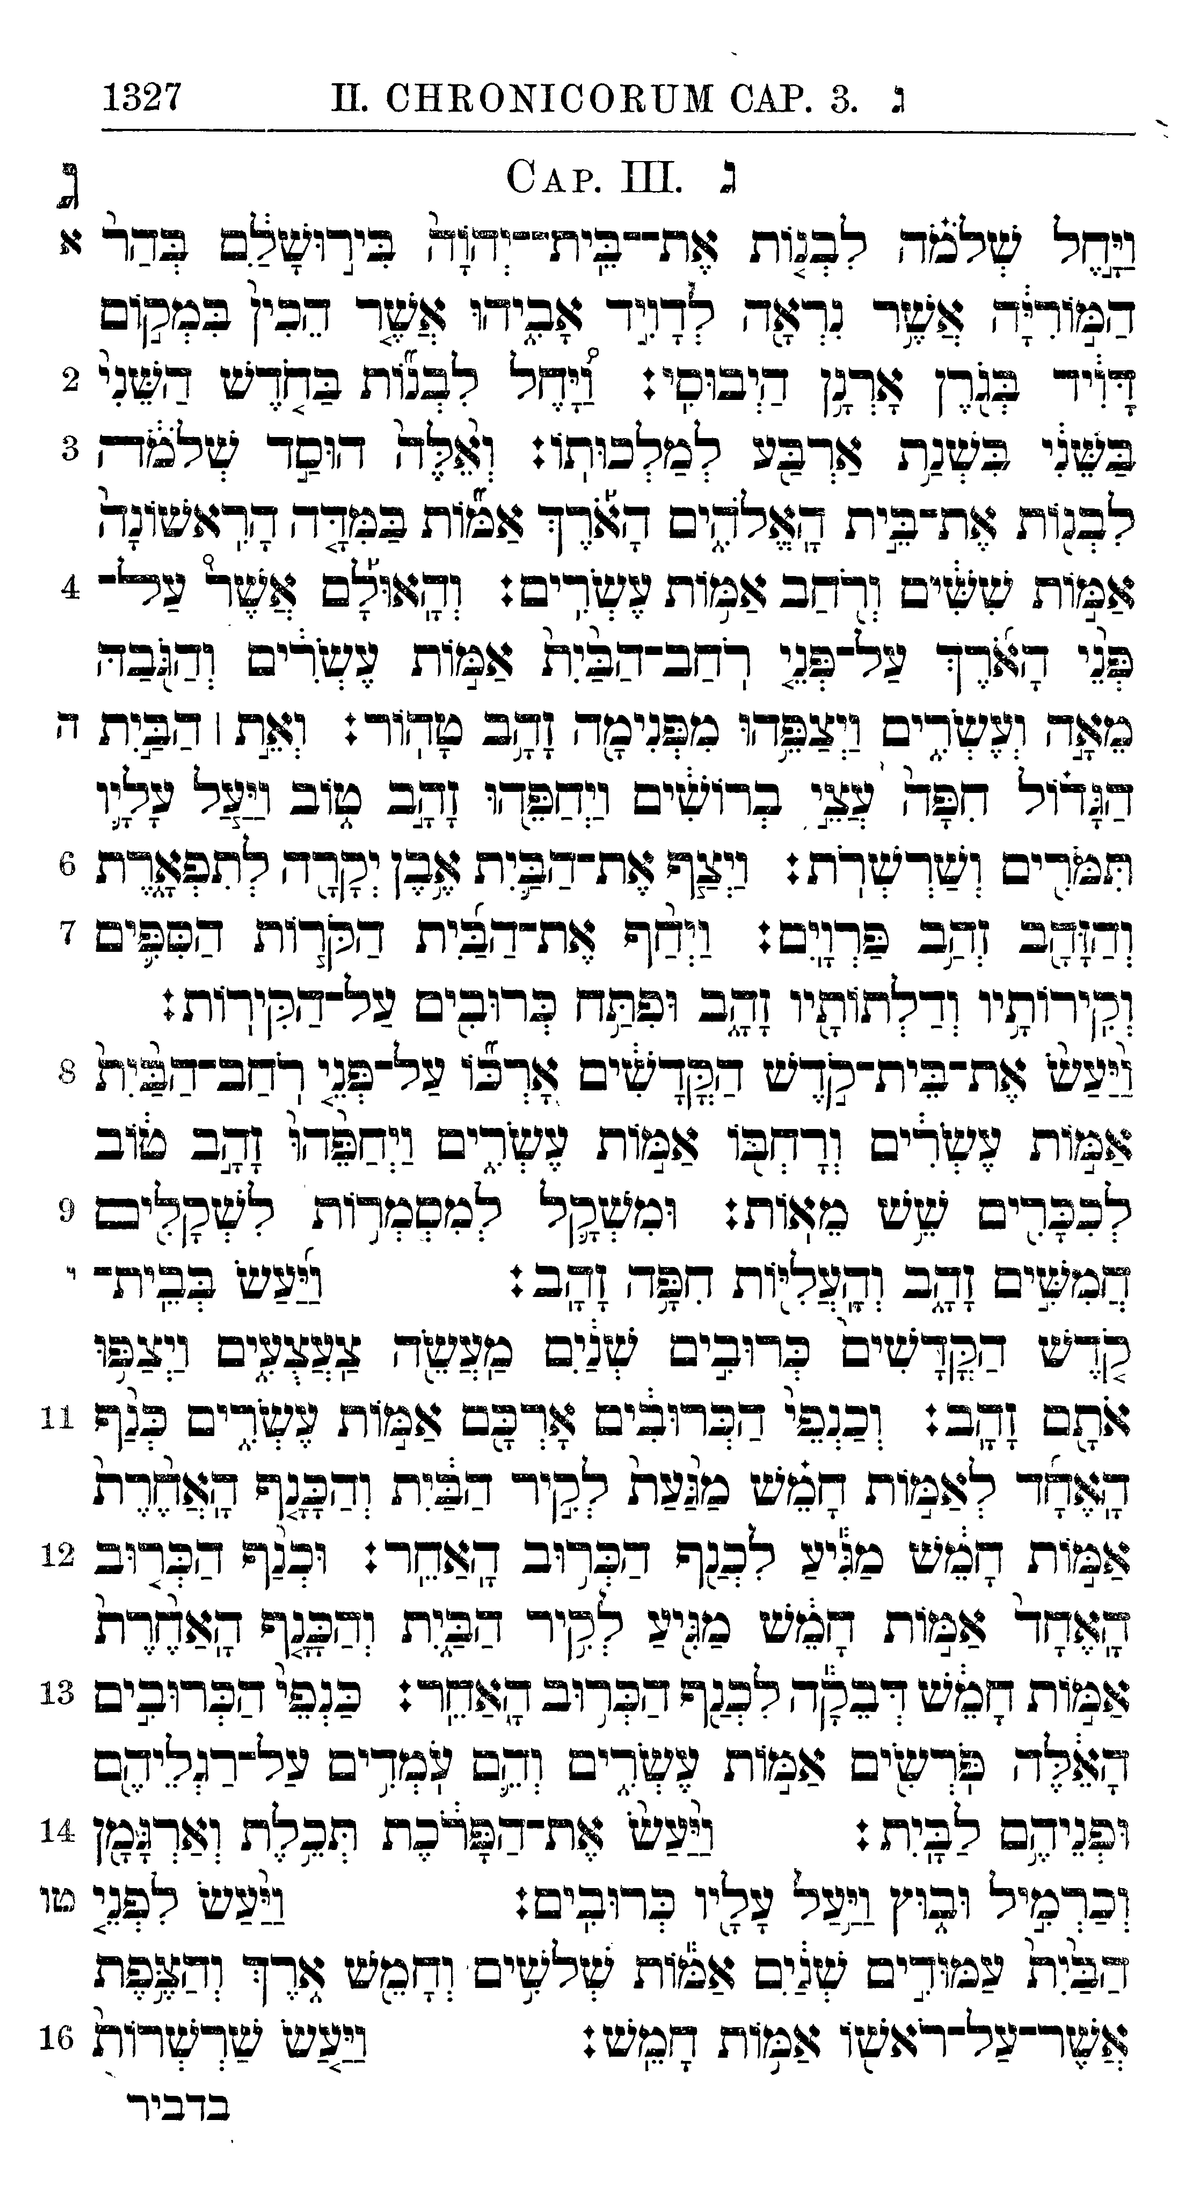 1327 II. CHRONICORUM CAP. 3. ג
ג CAP. III. ג
א וַיָּ֣חֶל שְׁלֹמֹ֗ה לִבְנ֤וֹת אֶת־בֵּית־יְהוָה֙ בִּיר֣וּשָׁלַ֔͏ִם בְּהַר֙
הַמּ֣וֹרִיָּ֔ה אֲשֶׁ֥ר נִרְאָ֖ה לְדָוִ֣יד אָבִ֑יהוּ אֲשֶׁ֤ר הֵכִין֙ בִּמְק֣וֹם
2 דָּוִ֔יד בְּגֹ֖רֶן אָרְנָ֥ן הַיְבוּסִֽי׃ וַיָּ֜חֶל לִבְנ֞וֹת בַּחֹ֤דֶשׁ הַשֵּׁנִי֙
3 בַּשֵּׁנִ֔י בִּשְׁנַ֥ת אַרְבַּ֖ע לְמַלְכוּתֽוֹ׃ וְאֵ֙לֶּה֙ הוּסַ֣ד שְׁלֹמֹ֔ה
לִבְנ֖וֹת אֶת־בֵּ֣ית הָאֱלֹהִ֑ים הָאֹ֡רֶךְ אַמּ֞וֹת בַּמִּדָּ֤ה הָרִֽאשׁוֹנָה֙
4 אַמּ֣וֹת שִׁשִּׁ֔ים וְרֹ֖חַב אַמּ֥וֹת עֶשְׂרִֽים׃ וְהָאוּלָ֡ם אֲשֶׁר֩ עַל־
פְּנֵ֨י הָאֹ֜רֶךְ עַל־פְּנֵ֤י רֹֽחַב־הַבַּ֙יִת֙ אַמּ֣וֹת עֶשְׂרִ֔ים וְהַגֹּ֖בַהּ
ה מֵאָ֣ה וְעֶשְׂרִ֑ים וַיְצַפֵּ֥הוּ מִפְּנִ֖ימָה זָהָ֥ב טָהֽוֹר׃ וְאֵ֣ת ׀ הַבַּ֣יִת
הַגָּד֗וֹל חִפָּה֙ עֲצֵ֣י בְרוֹשִׁ֔ים וַיְחַפֵּ֖הוּ זָהָ֣ב ט֑וֹב וַיַּ֧עַל עָלָ֛יו
6 תִּמֹּרִ֖ים וְשַׁרְשְׁרֹֽת׃ וַיְצַ֧ף אֶת־הַבַּ֛יִת אֶ֥בֶן יְקָרָ֖ה לְתִפְאָ֑רֶת
7 וְהַזָּהָ֖ב זְהַ֥ב פַּרְוָֽיִם׃ וַיְחַ֨ף אֶת־הַבַּ֜יִת הַקֹּר֧וֹת הַסִּפִּ֛ים
וְקִֽירוֹתָ֥יו וְדַלְתוֹתָ֖יו זָהָ֑ב וּפִתַּ֥ח כְּרוּבִ֖ים עַל־הַקִּירֽוֹת׃
8 וַיַּ֙עַשׂ֙ אֶת־בֵּֽית־קֹ֣דֶשׁ הַקֳּדָשִׁ֔ים אָרְכּ֞וֹ עַל־פְּנֵ֤י רֹֽחַב־הַבַּ֙יִת֙
אַמּ֣וֹת עֶשְׂרִ֔ים וְרָחְבּ֖וֹ אַמּ֣וֹת עֶשְׂרִ֑ים וַיְחַפֵּ֙הוּ֙ זָהָ֣ב ט֔וֹב
9 לְכִכָּרִ֖ים שֵׁ֥שׁ מֵאֽוֹת׃ וּמִשְׁקָ֛ל לְמִסְמְר֥וֹת לִשְׁקָלִ֖ים
י חֲמִשִּׁ֣ים זָהָ֑ב וְהָעֲלִיּ֖וֹת חִפָּ֥ה זָהָֽב׃ וַיַּ֜עַשׂ בְּבֵֽית־
קֹ֤דֶשׁ הַקֳּדָשִׁים֙ כְּרוּבִ֣ים שְׁנַ֔יִם מַעֲשֵׂ֖ה צַעֲצֻעִ֑ים וַיְצַפּ֥וּ
11 אֹתָ֖ם זָהָֽב׃ וְכַנְפֵי֙ הַכְּרוּבִ֔ים אָרְכָּ֖ם אַמּ֣וֹת עֶשְׂרִ֑ים כְּנַ֨ף
הָאֶחָ֜ד לְאַמּ֣וֹת חָמֵ֗שׁ מַגַּ֙עַת֙ לְקִ֣יר הַבַּ֔יִת וְהַכָּנָ֤ף הָאַחֶ֙רֶת֙
12 אַמּ֣וֹת חָמֵ֔שׁ מַגִּ֕יעַ לִכְנַ֖ף הַכְּר֥וּב הָאַחֵֽר׃ וּכְנַ֨ף הַכְּר֤וּב
הָאֶחָד֙ אַמּ֣וֹת חָמֵ֔שׁ מַגִּ֖יעַ לְקִ֣יר הַבָּ֑יִת וְהַכָּנָ֤ף הָאַחֶ֙רֶת֙
13 אַמּ֣וֹת חָמֵ֔שׁ דְּבֵקָ֕ה לִכְנַ֖ף הַכְּר֥וּב הָאַחֵֽר׃ כַּנְפֵי֙ הַכְּרוּבִ֣ים
הָאֵ֔לֶּה פֹּֽרְשִׂ֖ים אַמּ֣וֹת עֶשְׂרִ֑ים וְהֵ֛ם עֹֽמְדִ֥ים עַל־רַגְלֵיהֶ֖ם
14 וּפְנֵיהֶ֥ם לַבָּֽיִת׃ וַיַּ֙עַשׂ֙ אֶת־הַפָּרֹ֔כֶת תְּכֵ֥לֶת וְאַרְגָּמָ֖ן
טו וְכַרְמִ֣יל וּב֑וּץ וַיַּ֥עַל עָלָ֖יו כְּרוּבִֽים׃ וַיַּ֜עַשׂ לִפְנֵ֤י
הַבַּ֙יִת֙ עַמּוּדִ֣ים שְׁנַ֔יִם אַמּ֕וֹת שְׁלֹשִׁ֥ים וְחָמֵ֖שׁ אֹ֑רֶךְ וְהַצֶּ֥פֶת
16 אֲשֶׁר־עַל־רֹאשׁ֖וֹ אַמּ֥וֹת חָמֵֽשׁ׃ וַיַּ֤עַשׂ שַׁרְשְׁרוֹת֙
בדביר